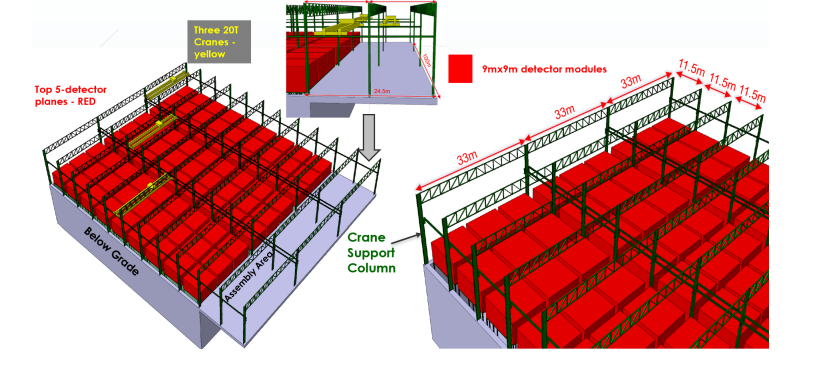 Three 20T
Cranes -
yellow
Top 5-detector
planes - RED
Below Grade
Assembly Area
24.5m
100m
9mx9m detector modules
33m
33m
33m
11.5m
11.5m
11.5m
Crane
Support
Column